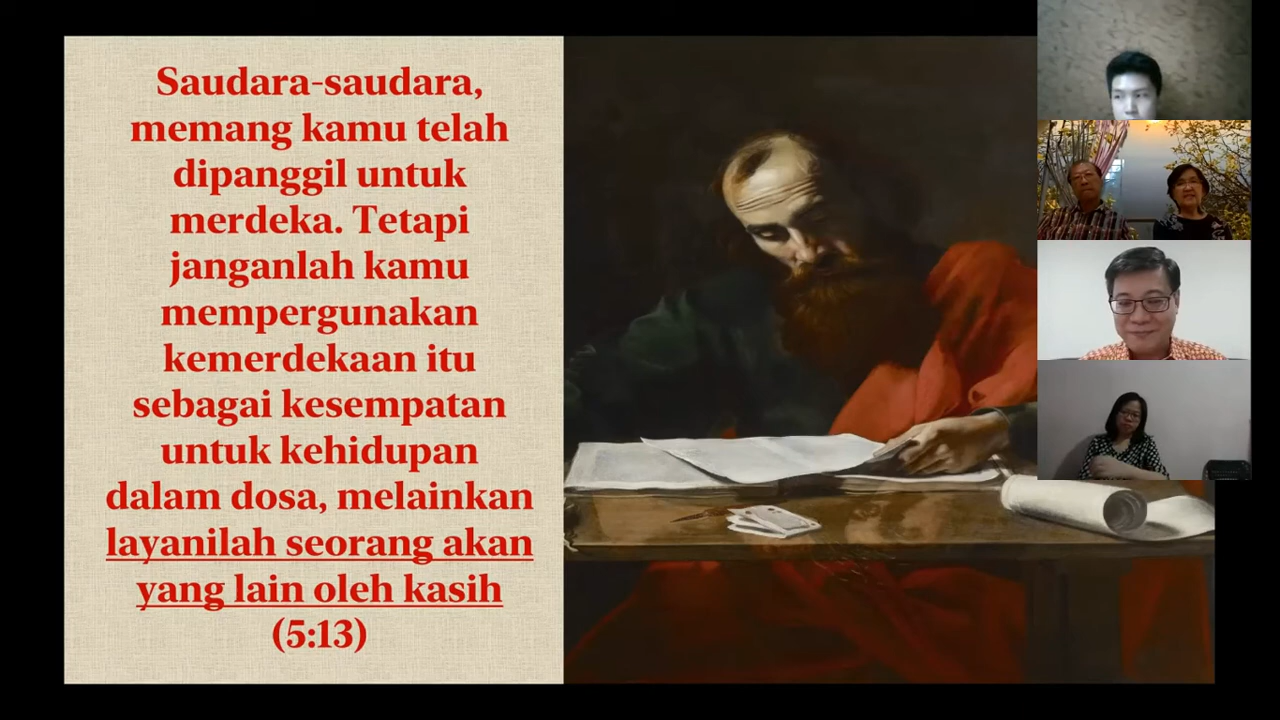 Saudara-saudara,
memang kamu telah
dipanggil untuk
merdeka. Tetapi
janganlah kamu
mempergunakan
kemerdekaan itu
sebagai kesempatan
untuk kehidupan
dalam dosa, melainkan
layanilah seorang akan
yang lain oleh kasih
(5:13)